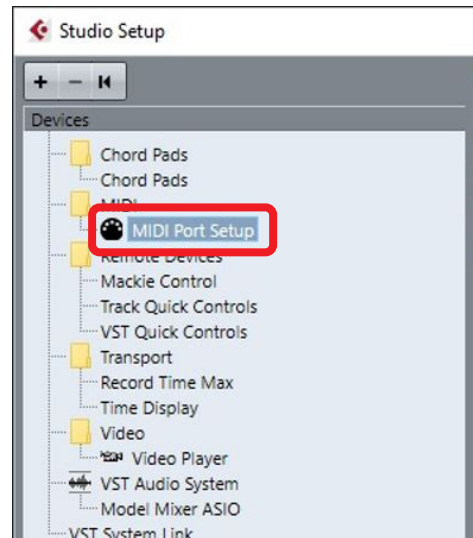 Studio Setup
Devices
Chord Pads
Chord Pads
MIDI
MIDI Port Setup
Remote Devices
Mackie Control
Track Quick Controls
VST Quick Controls
Transport
Record Time Max
Time Display
Video
Video Player
VST Audio System
Model Mixer ASIO
VST System Link